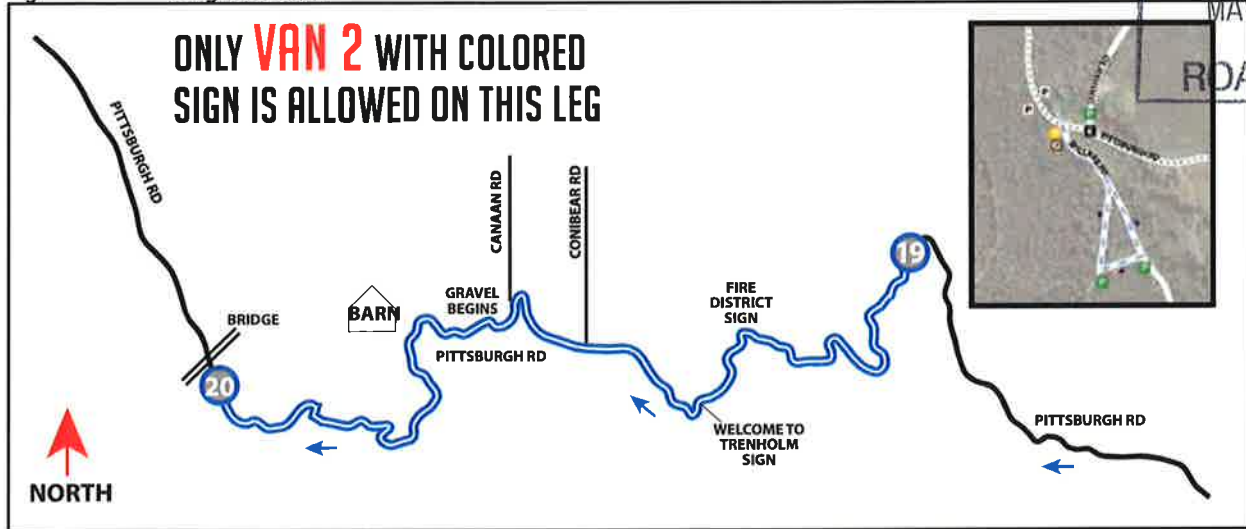 ONLY VAN 2 WITH COLORED
SIGN IS ALLOWED ON THIS LEG
PITTSBURGH RD
CANAAN RD
CONIBEAR RD
19
FIRE
DISTRICT
SIGN
GRAVEL
BEGINS
BARN
BRIDGE
PITTSBURGH RD
20
WELCOME TO
TRENHOLM
SIGN
PITTSBURGH RD
NORTH
P
P
PITTSBURGH RD